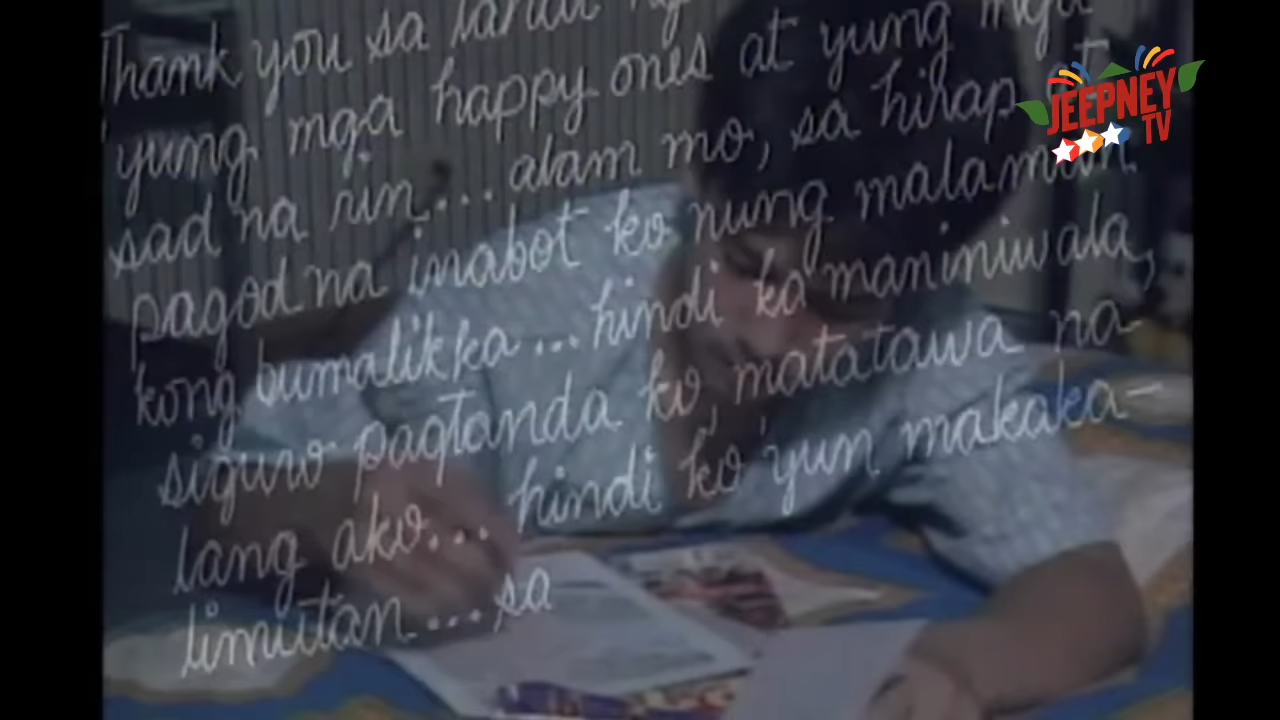 Thank you sa lahat ng
yung mga happy ones at yung mga
sad na rin... alam mo, sa hirap at
pagod na inabot ko nung malaman
kong bumalik ka... hindi ka maniniwala,
siguro pagtanda ko, matatawa na-
lang ako... hindi ko yun makaka-
limutan... sa
JEEPNEY
TV